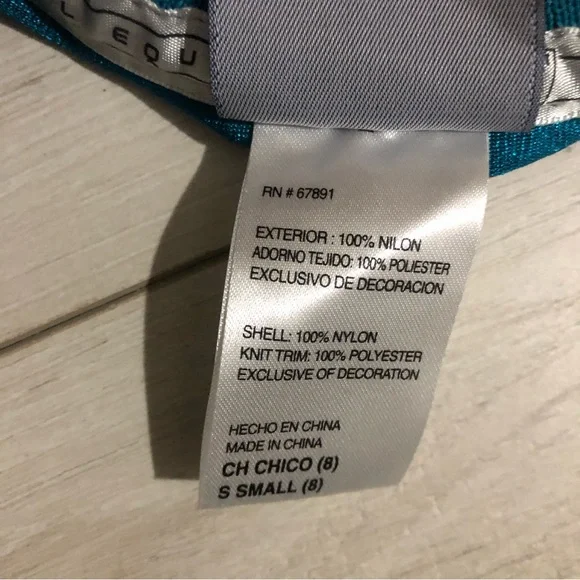 L EQU
RN # 67891
EXTERIOR : 100% NILON
ADORNO TEJIDO: 100% POLIESTER
EXCLUSIVO DE DECORACION
SHELL: 100% NYLON
KNIT TRIM: 100% POLYESTER
EXCLUSIVE OF DECORATION
HECHO EN CHINA
MADE IN CHINA
CH CHICO (8)
S SMALL (8)